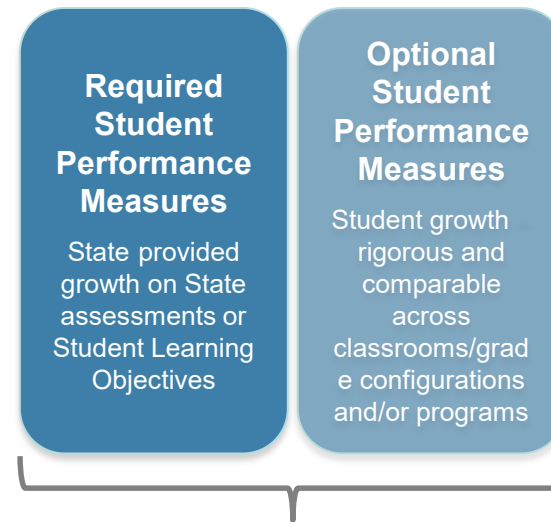 Required
Student
Performance
Measures
State provided
growth on State
assessments or
Student Learning
Objectives
Optional
Student
Performance
Measures
Student growth
rigorous and
comparable
across
classrooms/grad
e configurations
and/or programs